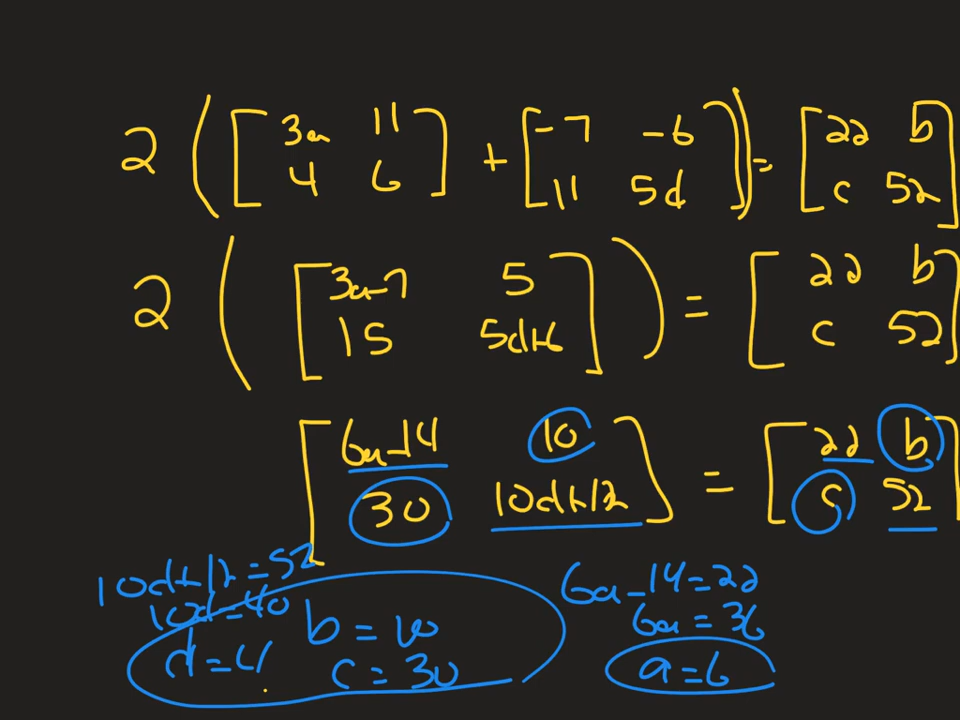 2 ( [ 3a 11 ] + [ -7 -6 ] ) = [ 22 b ]
[ 4 6 ] [ 11 5d ] [ c 52 ]
2 ( [ 3a-7 5 ] ) = [ 22 b ]
[ 15 5d+6 ] [ c 52 ]
[ 6a-14 10 ] = [ 22 b ]
[ 30 10d+12 ] [ c 52 ]
10d+12=52
10d=40
d=4
b=10
c=30
6a-14=22
6a=36
a=6